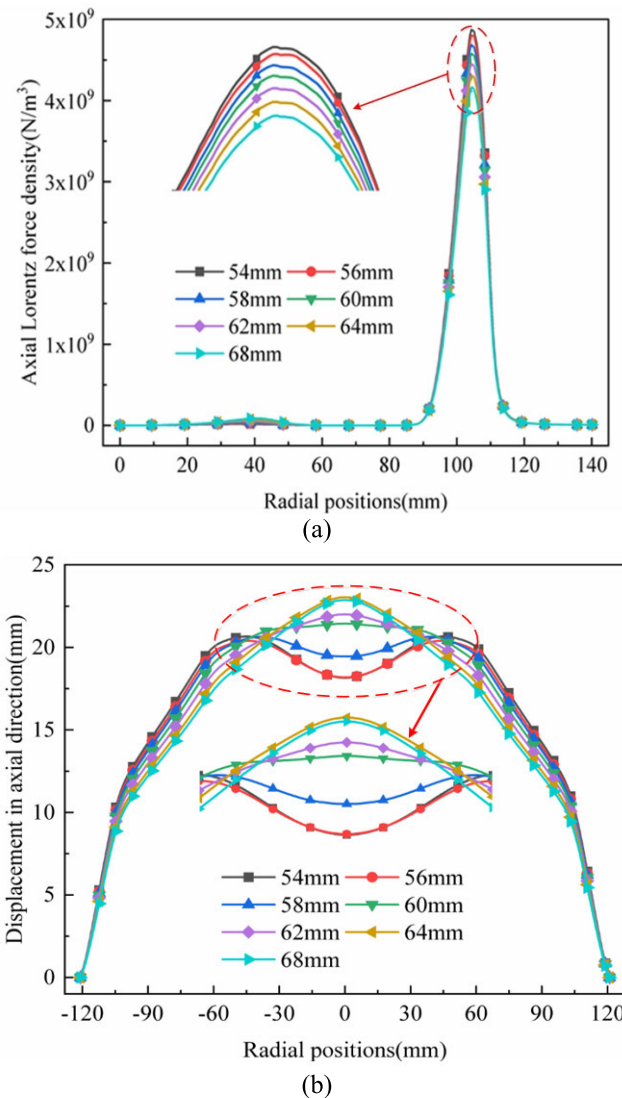 Axial Lorentz force density(N/m³)
5x10⁹
4x10⁹
3x10⁹
2x10⁹
1x10⁹
0
54mm 56mm
58mm 60mm
62mm 64mm
68mm
0 20 40 60 80 100 120 140
Radial positions(mm)
(a)
Displacement in axial direction(mm)
25
20
15
10
5
0
54mm 56mm
58mm 60mm
62mm 64mm
68mm
-120 -90 -60 -30 0 30 60 90 120
Radial positions(mm)
(b)